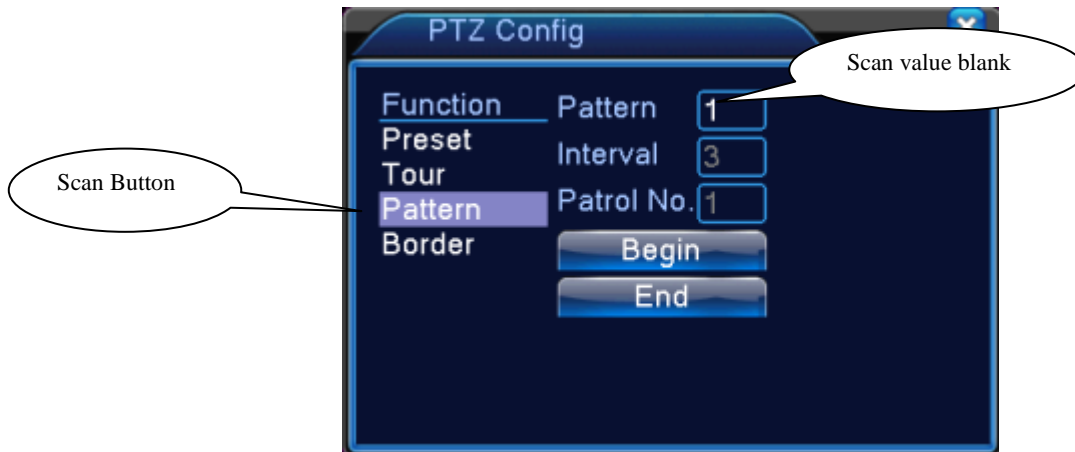 PTZ Config
Scan value blank
Function
Pattern 1
Preset
Interval 3
Tour
Scan Button
Pattern
Patrol No. 1
Border
Begin
End